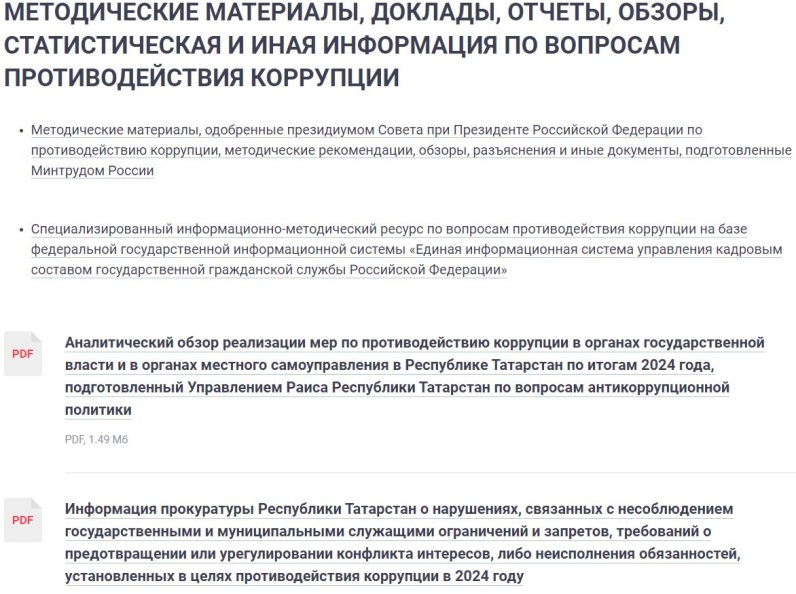 МЕТОДИЧЕСКИЕ МАТЕРИАЛЫ, ДОКЛАДЫ, ОТЧЕТЫ, ОБЗОРЫ,
СТАТИСТИЧЕСКАЯ И ИНАЯ ИНФОРМАЦИЯ ПО ВОПРОСАМ
ПРОТИВОДЕЙСТВИЯ КОРРУПЦИИ
• Методические материалы, одобренные президиумом Совета при Президенте Российской Федерации по
противодействию коррупции, методические рекомендации, обзоры, разъяснения и иные документы, подготовленные
Минтрудом России
• Специализированный информационно-методический ресурс по вопросам противодействия коррупции на базе
федеральной государственной информационной системы «Единая информационная система управления кадровым
составом государственной гражданской службы Российской Федерации»
PDF
Аналитический обзор реализации мер по противодействию коррупции в органах государственной
власти и в органах местного самоуправления в Республике Татарстан по итогам 2024 года,
подготовленный Управлением Раиса Республики Татарстан по вопросам антикоррупционной
политики
PDF, 1.49 Мб
PDF
Информация прокуратуры Республики Татарстан о нарушениях, связанных с несоблюдением
государственными и муниципальными служащими ограничений и запретов, требований о
предотвращении или урегулировании конфликта интересов, либо неисполнения обязанностей,
установленных в целях противодействия коррупции в 2024 году